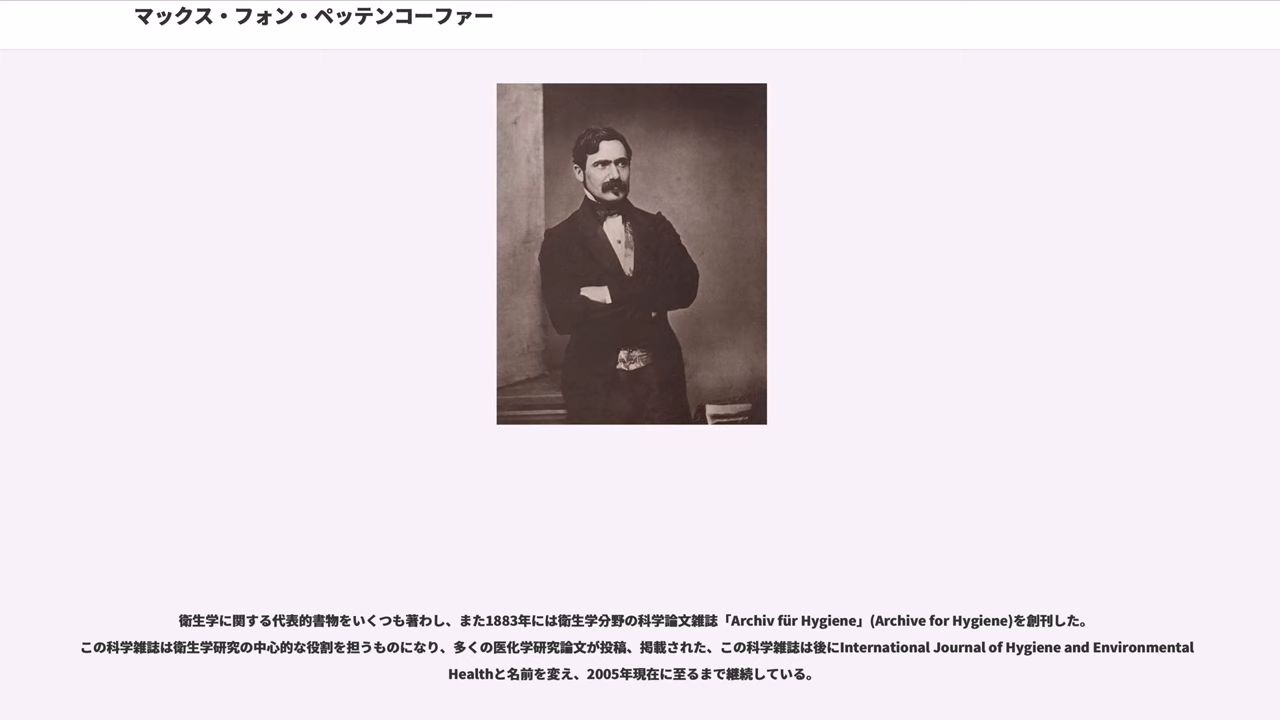 マックス・フォン・ペッテンコーファー
衛生学に関する代表的書物をいくつも著わし、また1883年には衛生学分野の科学論文雑誌「Archiv für Hygiene」(Archive for Hygiene)を創刊した。
この科学雑誌は衛生学研究の中心的な役割を担うものになり、多くの医化学研究論文が投稿、掲載された、この科学雑誌は後にInternational Journal of Hygiene and Environmental
Healthと名前を変え、2005年現在に至るまで継続している。